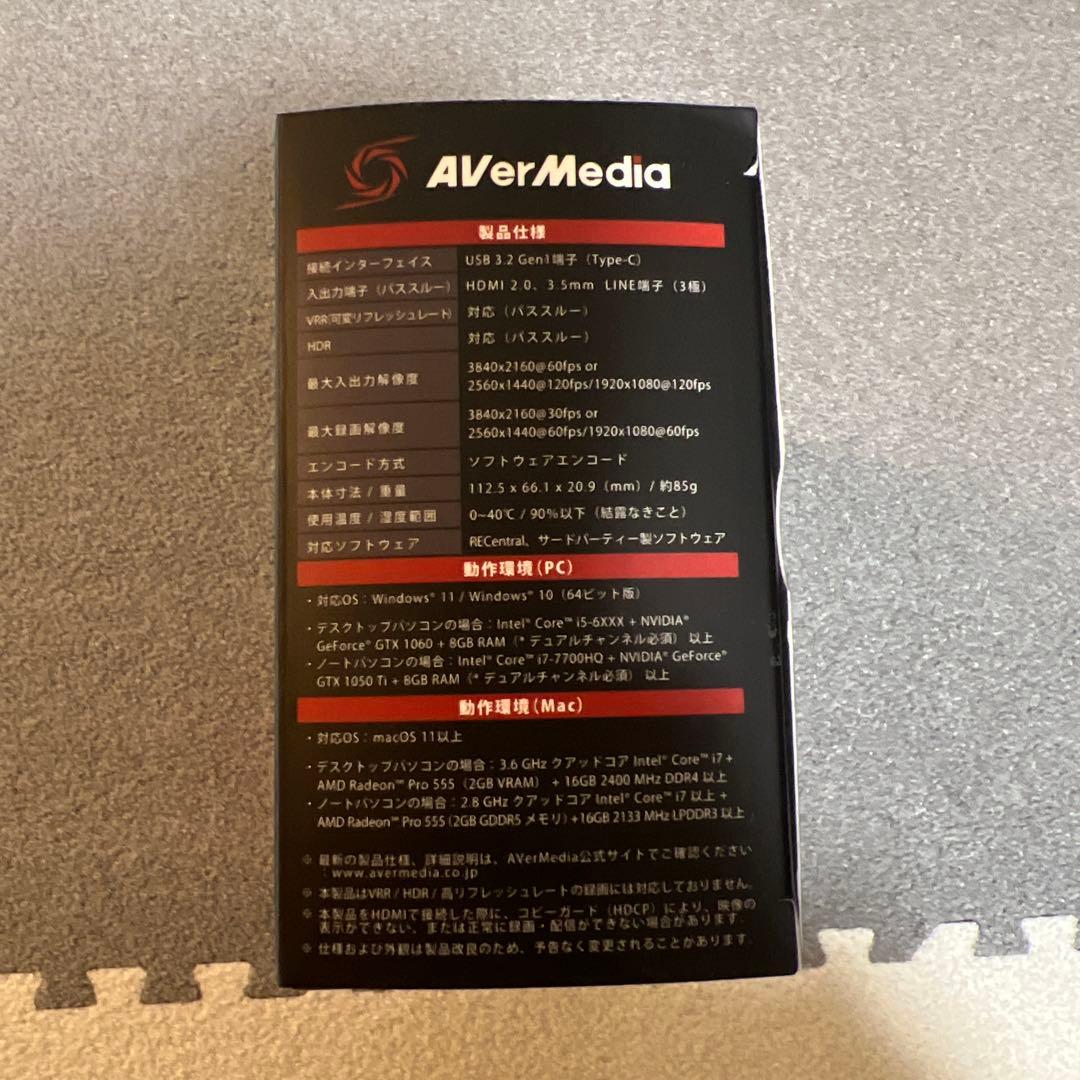 AVerMedia
製品仕様
接続インターフェイス USB 3.2 Gen1端子（Type-C）
入出力端子（パススルー） HDMI 2.0、3.5mm LINE端子（3極）
VRR(可変リフレッシュレート) 対応（パススルー）
HDR 対応（パススルー）
最大入出力解像度 3840x2160@60fps or
2560x1440@120fps/1920x1080@120fps
最大録画解像度 3840x2160@30fps or
2560x1440@60fps/1920x1080@60fps
エンコード方式 ソフトウェアエンコード
本体寸法 / 重量 112.5 x 66.1 x 20.9（mm）/ 約85g
使用温度 / 湿度範囲 0~40℃ / 90%以下（結露なきこと）
対応ソフトウェア RECentral、サードパーティー製ソフトウェア
動作環境（PC）
・対応OS：Windows® 11 / Windows® 10（64ビット版）
・デスクトップパソコンの場合：Intel® Core™ i5-6XXX + NVIDIA®
GeForce® GTX 1060 + 8GB RAM（* デュアルチャンネル必須） 以上
・ノートパソコンの場合：Intel® Core™ i7-7700HQ + NVIDIA® GeForce®
GTX 1050 Ti + 8GB RAM（* デュアルチャンネル必須） 以上
動作環境（Mac）
・対応OS：macOS 11以上
・デスクトップパソコンの場合：3.6 GHz クアッドコア Intel® Core™ i7 +
AMD Radeon™ Pro 555（2GB VRAM） + 16GB 2400 MHz DDR4 以上
・ノートパソコンの場合：2.8 GHz クアッドコア Intel® Core™ i7 以上 +
AMD Radeon™ Pro 555 (2GB GDDR5 メモリ) +16GB 2133 MHz LPDDR3 以上
※ 最新の製品仕様、詳細説明は、AVerMedia公式サイトでご確認ください
：www.avermedia.co.jp
※ 本製品はVRR / HDR / 高リフレッシュレートの録画には対応しておりません。
※ 本製品をHDMIで接続した際に、コピーガード（HDCP）により、映像の
表示ができない、または正常に録画・配信ができない場合があります.
※ 仕様および外観は製品改良のため、予告なく変更されることがあります.